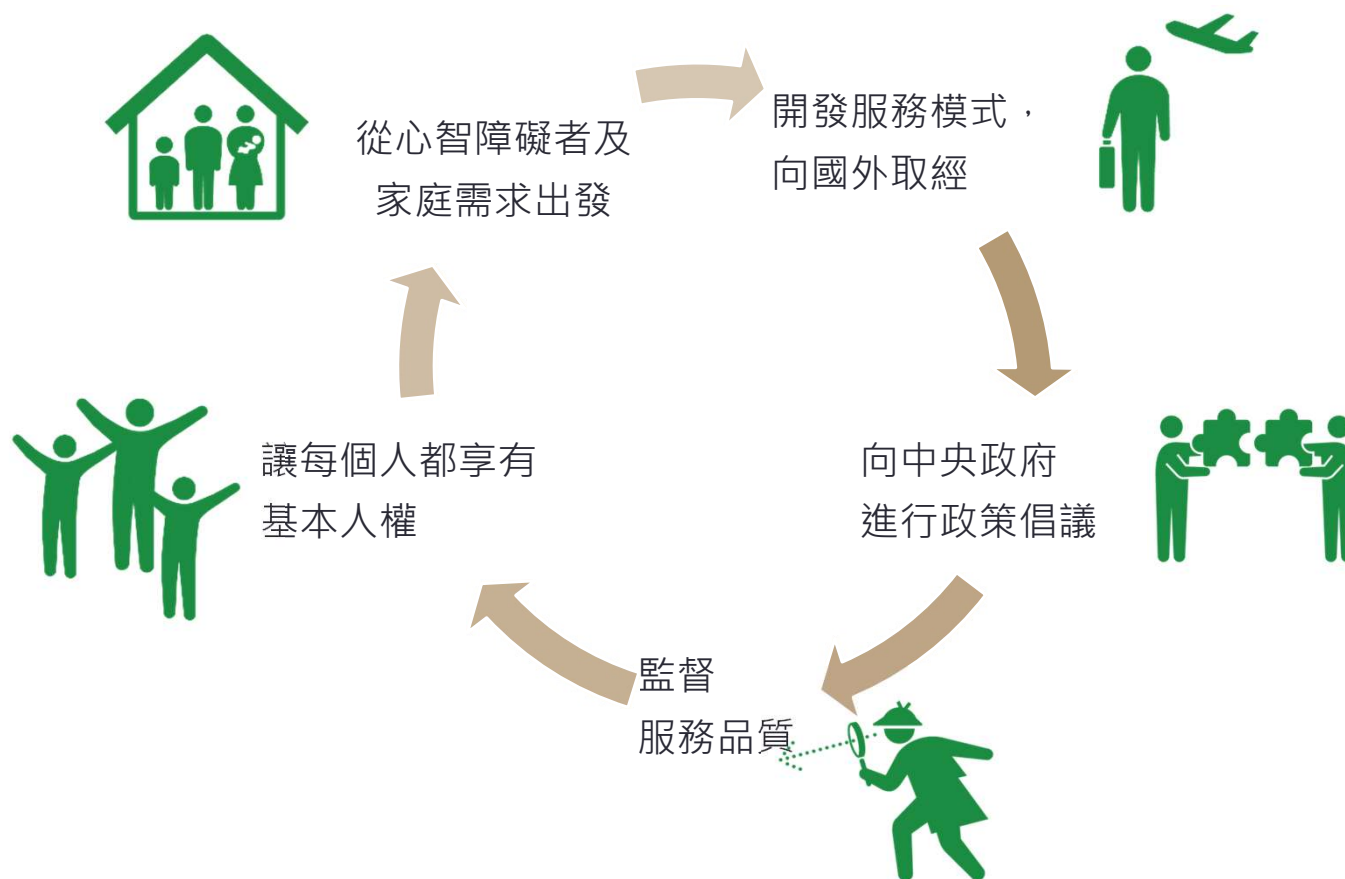 從心智障礙者及
家庭需求出發
開發服務模式，
向國外取經
向中央政府
進行政策倡議
監督
服務品質
讓每個人都享有
基本人權